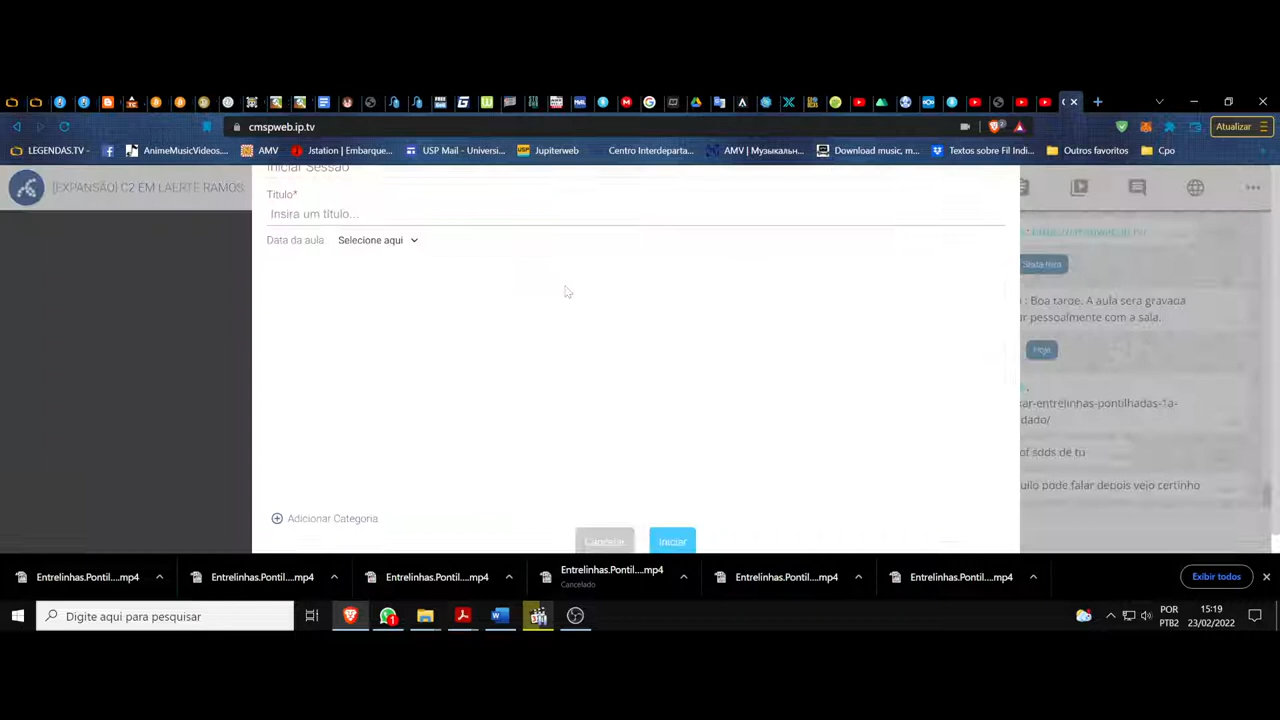 cmspweb.ip.tv
Atualizar
LEGENDAS.TV -
AnimeMusicVideos...
AMV
Jstation | Embarque...
USP Mail - Universi...
Jupiterweb
Centro Interdeparta...
AMV | Музыкальн...
Download music, m...
Textos sobre Fil Indi...
Outros favoritos
Cpo
[EXPANSÃO] C2 EM LAERTE RAMOS
Iniciar Sessão
Título*
Insira um título...
Data da aula
Selecione aqui
Sexta-feira
: Boa tarde. A aula sera gravada
r pessoalmente com a sala.
Hoje
ar-entrelinhas-pontilhadas-1a-
dado/
of sdds de tu
uilo pode falar depois vejo certinho
Adicionar Categoria
Cancelar
Iniciar
Entrelinhas.Pontil....mp4
Entrelinhas.Pontil....mp4
Entrelinhas.Pontil....mp4
Entrelinhas.Pontil....mp4
Cancelado
Entrelinhas.Pontil....mp4
Entrelinhas.Pontil....mp4
Exibir todos
Digite aqui para pesquisar
POR
PTB2
15:19
23/02/2022